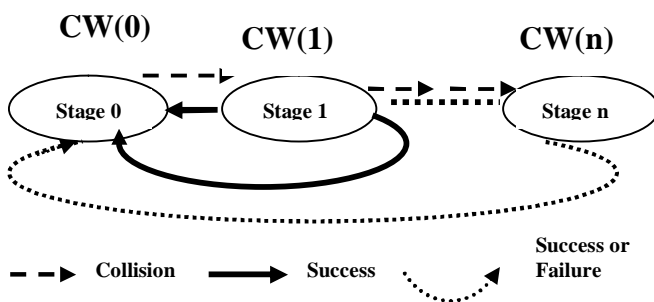 CW(0)
CW(1)
CW(n)
Stage 0
Stage 1
Stage n
Collision
Success
Success or
Failure